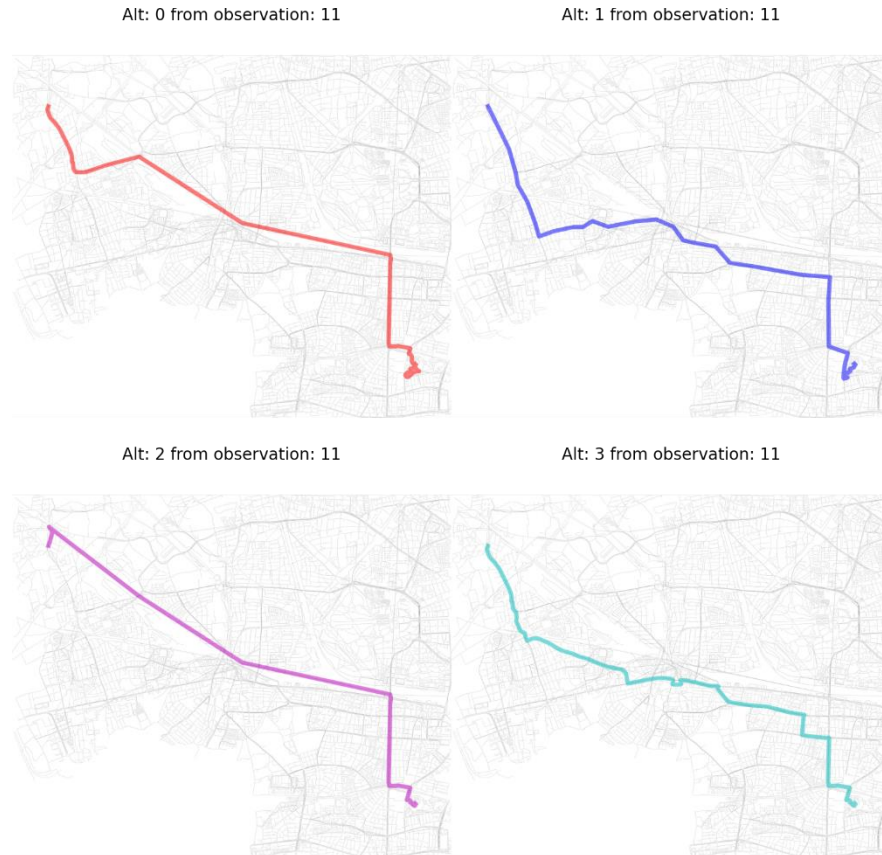 Alt: 0 from observation: 11
Alt: 1 from observation: 11
Alt: 2 from observation: 11
Alt: 3 from observation: 11